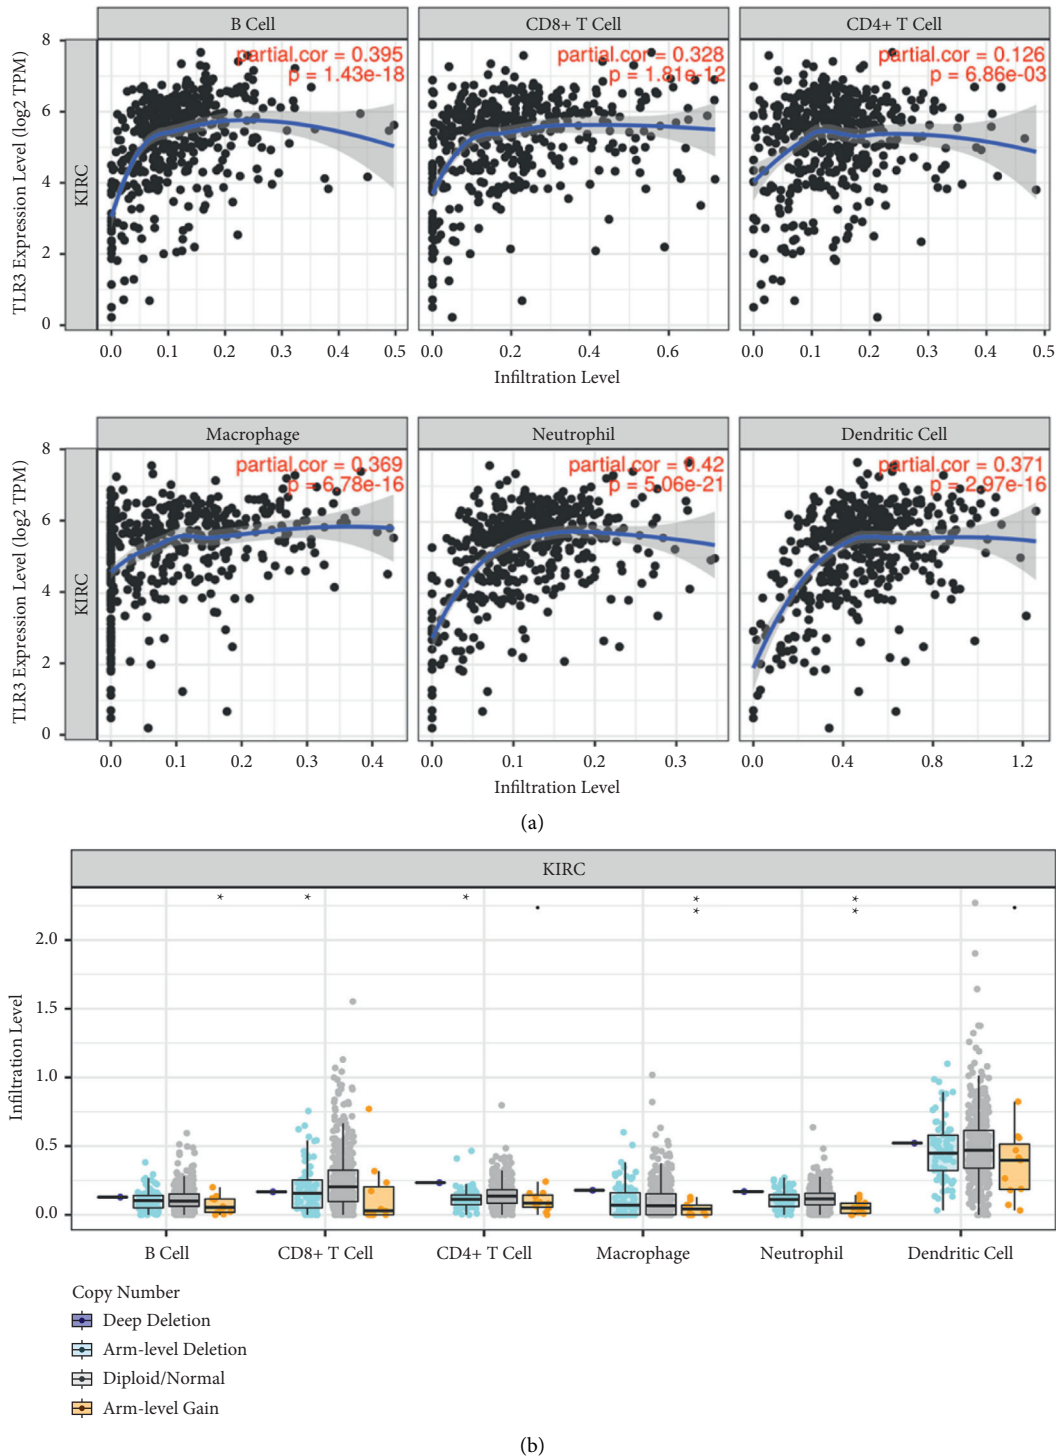 B Cell
CD8+ T Cell
CD4+ T Cell
TLR3 Expression Level (log2 TPM)
KIRC
8
6
4
2
0
partial.cor = 0.395
p = 1.43e-18
partial.cor = 0.328
p = 1.81e-12
partial.cor = 0.126
p = 6.86e-03
0.0 0.1 0.2 0.3 0.4 0.5
0.0 0.2 0.4 0.6
0.0 0.1 0.2 0.3 0.4 0.5
Infiltration Level
Macrophage
Neutrophil
Dendritic Cell
TLR3 Expression Level (log2 TPM)
KIRC
8
6
4
2
0
partial.cor = 0.369
p = 6.78e-16
partial.cor = 0.42
p = 5.06e-21
partial.cor = 0.371
p = 2.97e-16
0.0 0.1 0.2 0.3 0.4
0.0 0.1 0.2 0.3
0.0 0.4 0.8 1.2
Infiltration Level
(a)
KIRC
* * * ** **
Infiltration Level
2.0
1.5
1.0
0.5
0.0
B Cell
CD8+ T Cell
CD4+ T Cell
Macrophage
Neutrophil
Dendritic Cell
Copy Number
Deep Deletion
Arm-level Deletion
Diploid/Normal
Arm-level Gain
(b)